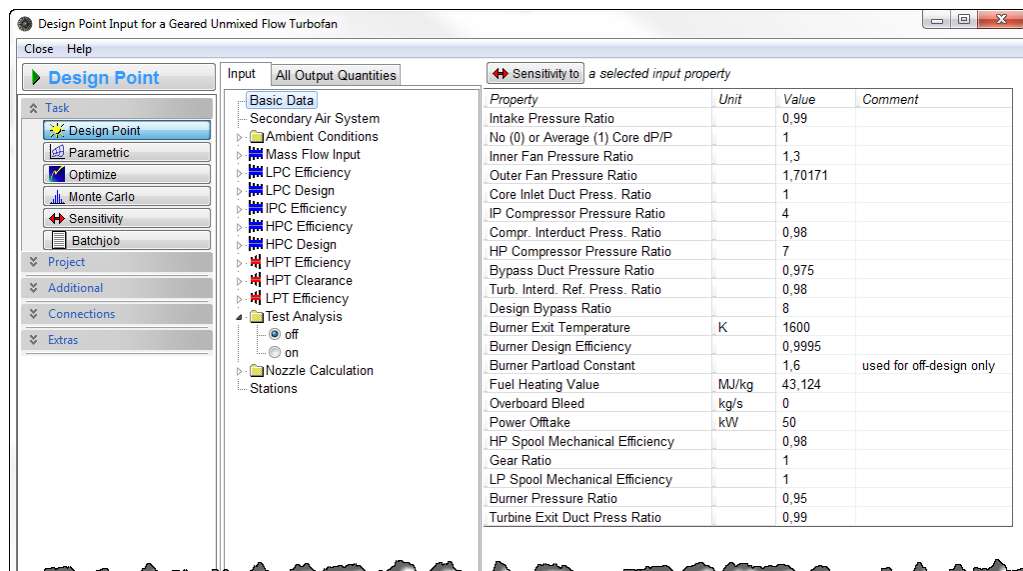 Design Point Input for a Geared Unmixed Flow Turbofan
Close Help
Design Point
Task
Design Point
Parametric
Optimize
Monte Carlo
Sensitivity
Batchjob
Project
Additional
Connections
Extras
Input All Output Quantities
Basic Data
Secondary Air System
Ambient Conditions
Mass Flow Input
LPC Efficiency
LPC Design
IPC Efficiency
HPC Efficiency
HPC Design
HPT Efficiency
HPT Clearance
LPT Efficiency
Test Analysis
off
on
Nozzle Calculation
Stations
Sensitivity to a selected input property
Property Unit Value Comment
Intake Pressure Ratio 0,99
No (0) or Average (1) Core dP/P 1
Inner Fan Pressure Ratio 1,3
Outer Fan Pressure Ratio 1,70171
Core Inlet Duct Press. Ratio 1
IP Compressor Pressure Ratio 4
Compr. Interduct Press. Ratio 0,98
HP Compressor Pressure Ratio 7
Bypass Duct Pressure Ratio 0,975
Turb. Interd. Ref. Press. Ratio 0,98
Design Bypass Ratio 8
Burner Exit Temperature K 1600
Burner Design Efficiency 0,9995
Burner Partload Constant 1,6 used for off-design only
Fuel Heating Value MJ/kg 43,124
Overboard Bleed kg/s 0
Power Offtake kW 50
HP Spool Mechanical Efficiency 0,98
Gear Ratio 1
LP Spool Mechanical Efficiency 1
Burner Pressure Ratio 0,95
Turbine Exit Duct Press Ratio 0,99